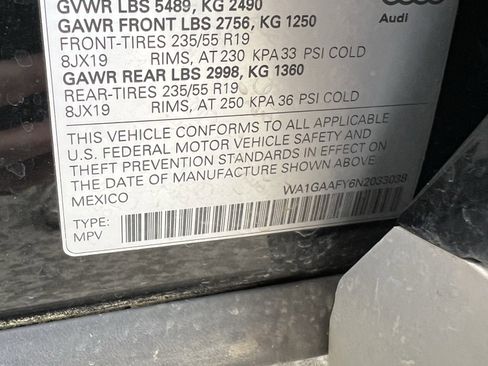 GVWR LBS 5489, KG 2490
GAWR FRONT LBS 2756, KG 1250
FRONT-TIRES 235/55 R19
8JX19 RIMS, AT 230 KPA 33 PSI COLD
GAWR REAR LBS 2998, KG 1360
REAR-TIRES 235/55 R19
8JX19 RIMS, AT 250 KPA 36 PSI COLD
Audi
THIS VEHICLE CONFORMS TO ALL APPLICABLE
U.S. FEDERAL MOTOR VEHICLE SAFETY AND
THEFT PREVENTION STANDARDS IN EFFECT ON
THE DATE OF MANUFACTURE SHOWN ABOVE.
MEXICO
WA1GAAFY6N2033038
TYPE:
MPV